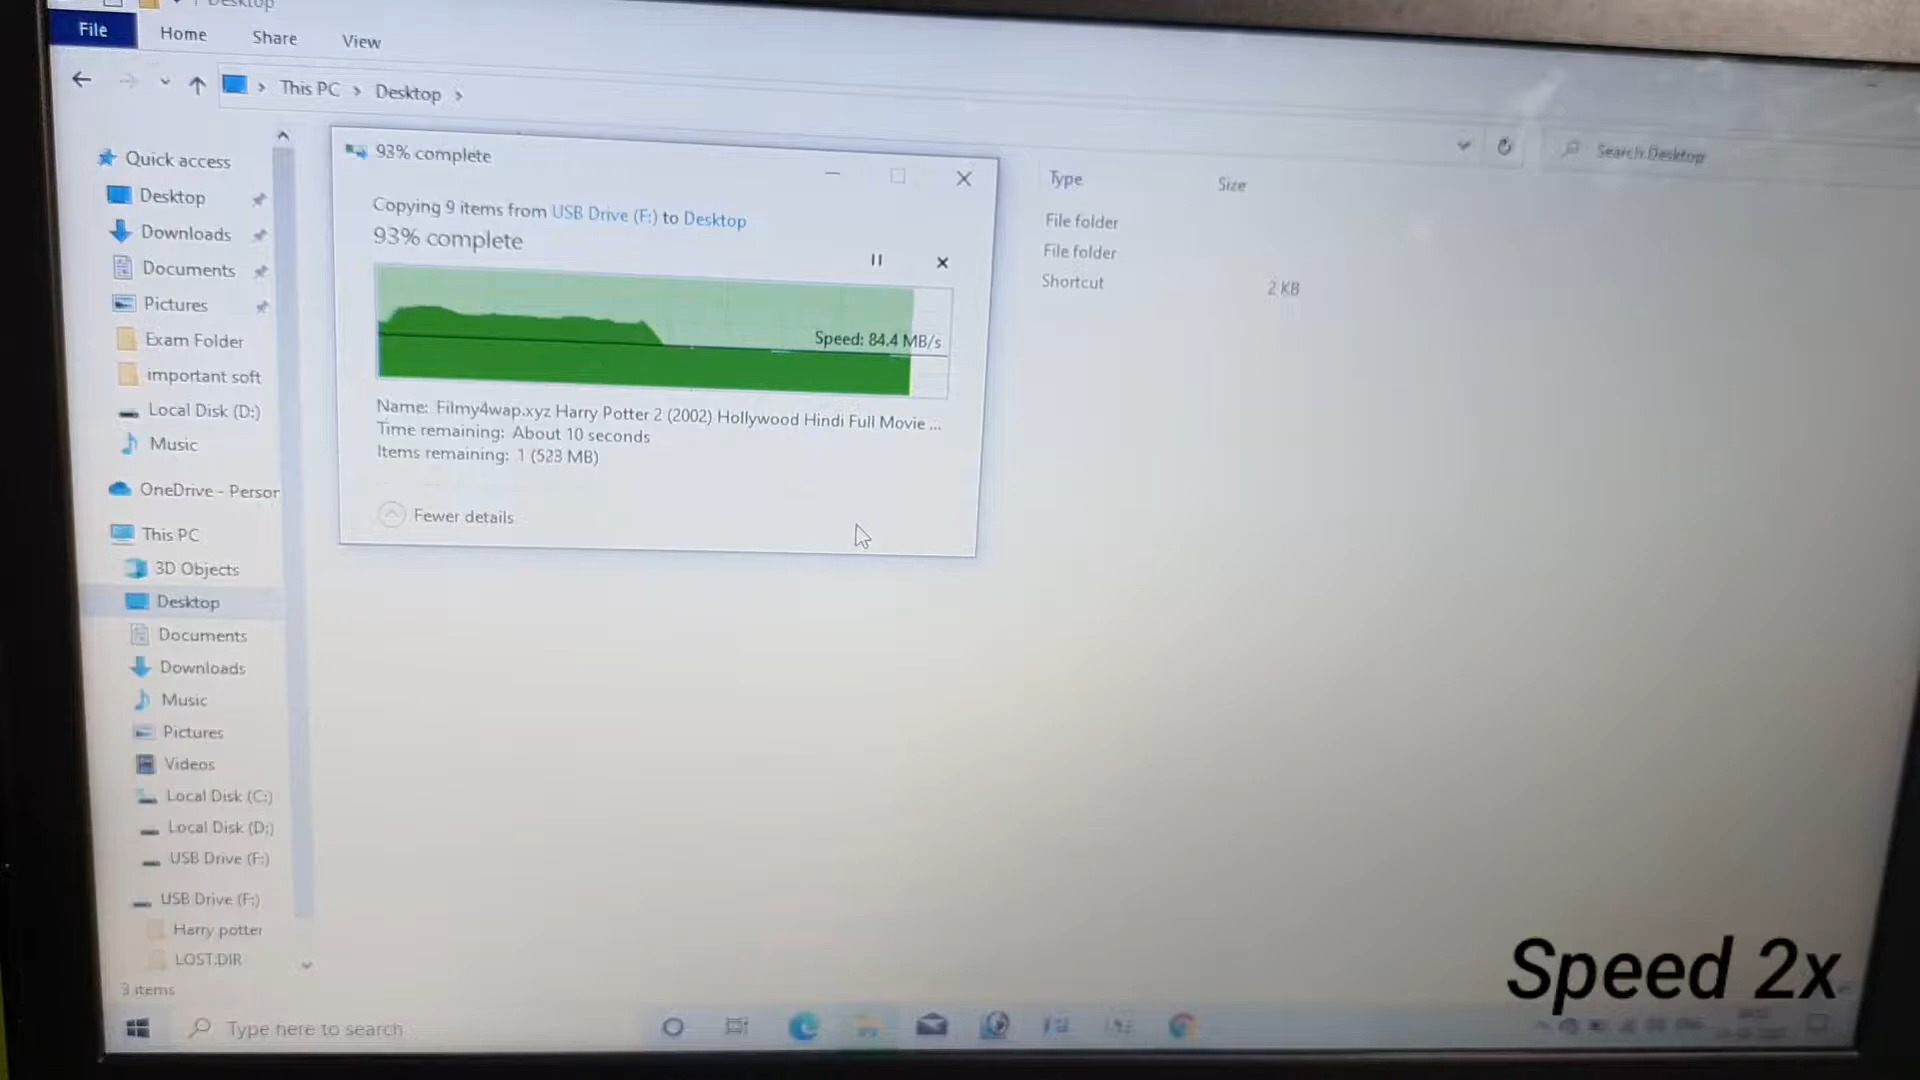 Desktop
File Home Share View
This PC > Desktop >
Search Desktop
Quick access
Desktop
Downloads
Documents
Pictures
Exam Folder
important soft
Local Disk (D:)
Music
OneDrive - Persor
This PC
3D Objects
Desktop
Documents
Downloads
Music
Pictures
Videos
Local Disk (C:)
Local Disk (D:)
USB Drive (F:)
USB Drive (F:)
Harry potter
LOST.DIR
3 items
93% complete
Copying 9 items from USB Drive (F:) to Desktop
93% complete
Speed: 84.4 MB/s
Name: Filmy4wap.xyz Harry Potter 2 (2002) Hollywood Hindi Full Movie ...
Time remaining: About 10 seconds
Items remaining: 1 (523 MB)
Fewer details
Type Size
File folder
File folder
Shortcut 2 KB
Speed 2x
Type here to search